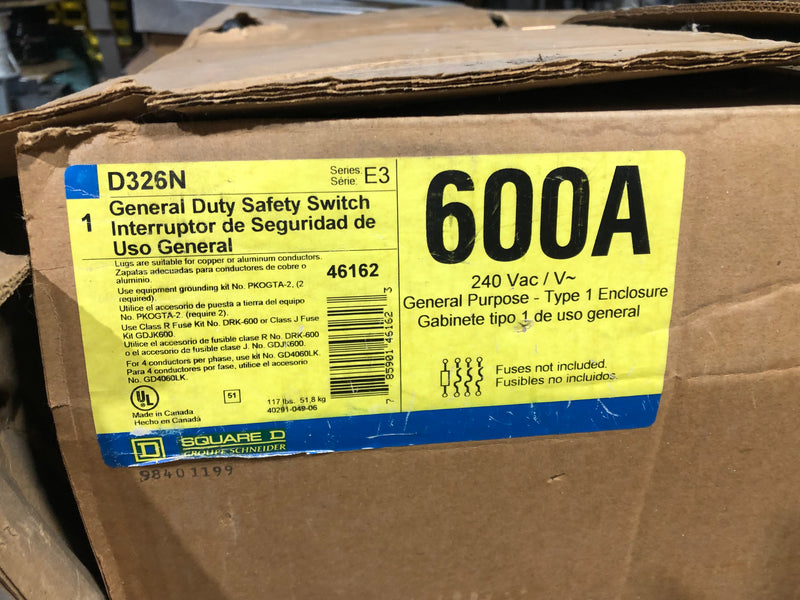 D326N
Series: E3
Série:
1
General Duty Safety Switch
Interruptor de Seguridad de
Uso General
Lugs are suitable for copper or aluminum conductors.
Zapatas adecuadas para conductores de cobre o
aluminio.
46162
Use equipment grounding kit No. PKOGTA-2, (2
required).
Utilice el accesorio de puesta a tierra del equipo
No. PKOGTA-2. (require 2).
Use Class R Fuse Kit No. DRK-600 or Class J Fuse
Kit GDJK600.
Utilice el accesorio de fusible clase R No. DRK-600
o el accesorio de fusible clase J. No. GDJK600.
For 4 conductors per phase, use kit No. GD4060LK.
Para 4 conductores por fase, utilice el accesorio
No. GD4060LK.
7 85901 46162 3
UL
51
117 lbs. 51,8 kg
40291-049-06
Made in Canada
Hecho en Canadá
600A
240 Vac / V~
General Purpose - Type 1 Enclosure
Gabinete tipo 1 de uso general
Fuses not included.
Fusibles no incluidos.
D SQUARE D
GROUPE SCHNEIDER
98401199